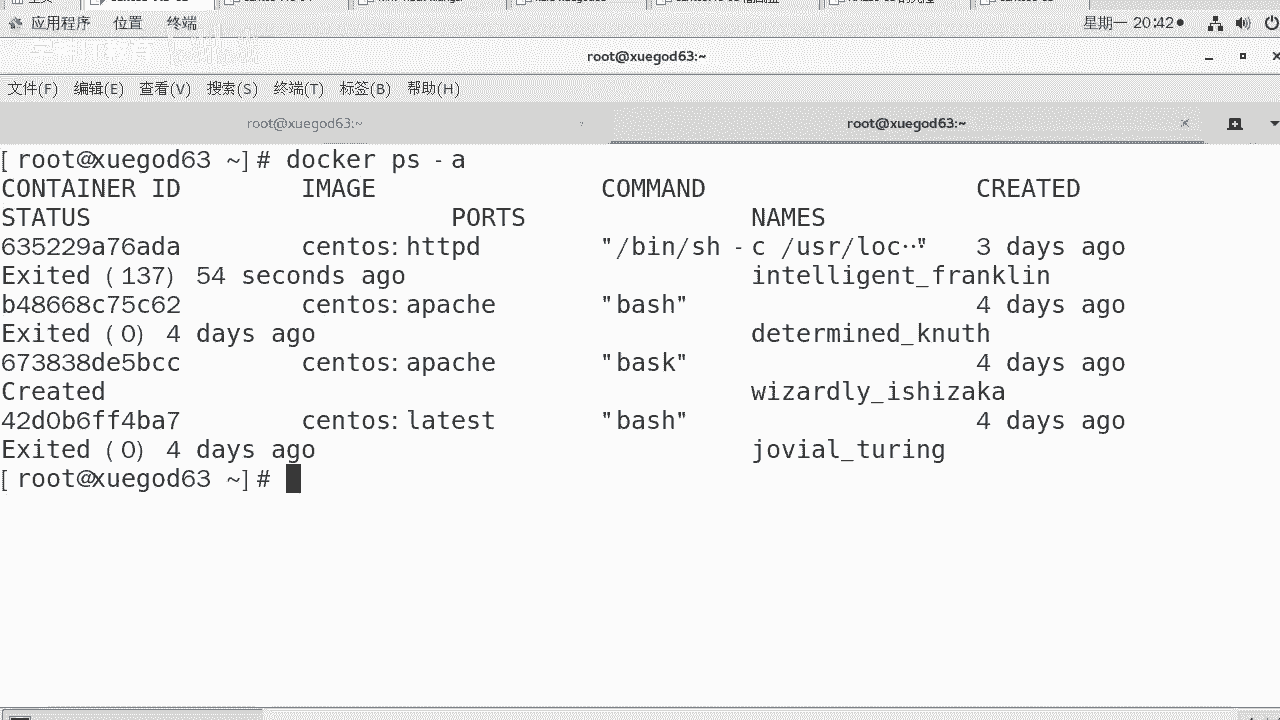 应用程序 位置 终端 星期一 20:42
root@xuegod63:~
文件(F) 编辑(E) 查看(V) 搜索(S) 终端(T) 标签(B) 帮助(H)
root@xuegod63:~ root@xuegod63:~
[root@xuegod63 ~]# docker ps -a
CONTAINER ID IMAGE COMMAND CREATED
STATUS PORTS NAMES
635229a76ada centos:httpd "/bin/sh -c /usr/loc…" 3 days ago
Exited (137) 54 seconds ago intelligent_franklin
b48668c75c62 centos:apache "bash" 4 days ago
Exited (0) 4 days ago determined_knuth
673838de5bcc centos:apache "bask" 4 days ago
Created wizardly_ishizaka
42d0b6ff4ba7 centos:latest "bash" 4 days ago
Exited (0) 4 days ago jovial_turing
[root@xuegod63 ~]#